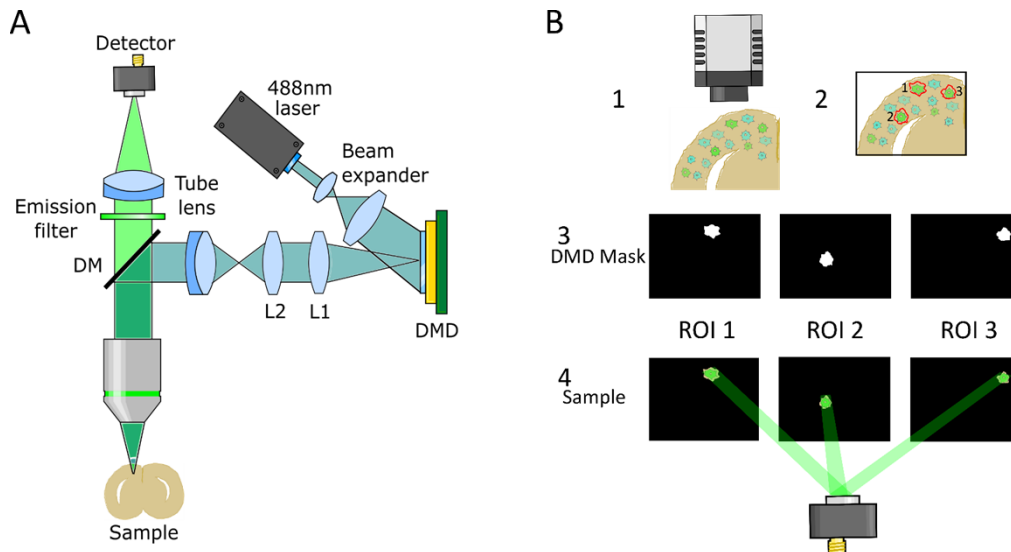 A
Detector
488nm
laser
Beam
expander
Tube
lens
Emission
filter
DM
L2
L1
DMD
Sample
B
1
2
1
3
2
3
DMD Mask
ROI 1
ROI 2
ROI 3
4
Sample